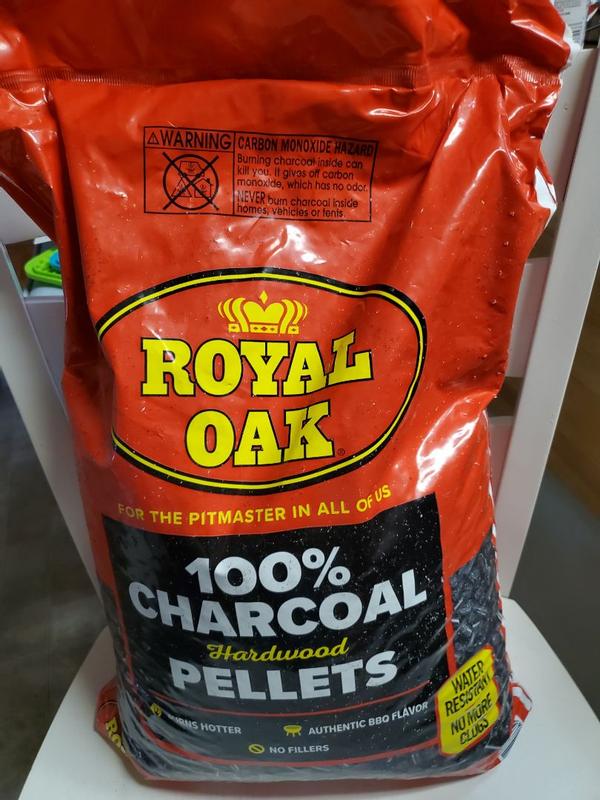 WARNING
CARBON MONOXIDE HAZARD
Burning charcoal inside can
kill you. It gives off carbon
monoxide, which has no odor.
NEVER burn charcoal inside
homes, vehicles or tents.
ROYAL
OAK®
FOR THE PITMASTER IN ALL OF US
100%
CHARCOAL
Hardwood
PELLETS
BURNS HOTTER
AUTHENTIC BBQ FLAVOR
NO FILLERS
WATER
RESISTANT
NO MORE
CLOGS